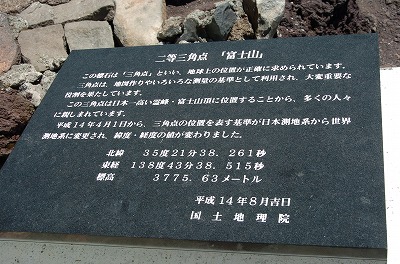 二等三角点 「富士山」
この標石は「三角点」といい、地球上の位置が正確に求められています。
三角点は、地図作りやいろいろな測量の基準として利用され、大変重要な
役割を果たしています。
この三角点は日本一高い霊峰・富士山頂に位置することから、多くの人々
に親しまれています。
平成14年4月1日から、三角点の位置を表す基準が日本測地系から世界
測地系に変更され、緯度・経度の値が変わりました。
北緯 35度21分38.261秒
東経 138度43分38.515秒
標高 3775.63メートル
平成14年8月吉日
国土地理院